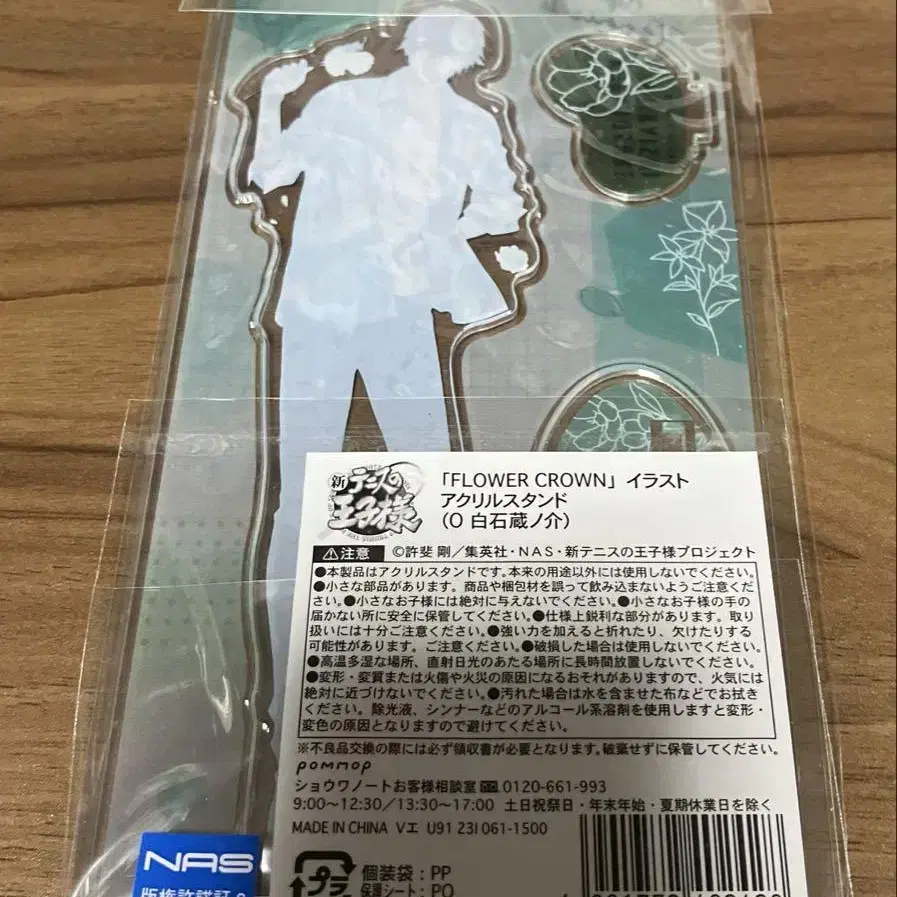 新テニスの王子様
「FLOWER CROWN」イラスト
アクリルスタンド
(O 白石蔵ノ介)
注意 ©許斐 剛／集英社・NAS・新テニスの王子様プロジェクト
●本製品はアクリルスタンドです。本来の用途以外には使用しないでください。
●小さな部品があります。商品や梱包材を誤って飲み込まないようご注意くだ
さい。●小さなお子様には絶対に与えないでください。●小さなお子様の手の
届かない所に安全に保管してください。●仕様上鋭利な部分があります。取り
扱いには十分ご注意ください。●強い力を加えると折れたり、欠けたりする
可能性があります。ご注意ください。●破損した場合は使用しないでください。
●高温多湿な場所、直射日光のあたる場所に長時間放置しないでください。
●変形・変質または火傷や火災の原因になるおそれがありますので、火気には
絶対に近づけないでください。●汚れた場合は水を含ませた布などでお拭き
ください。除光液、シンナーなどのアルコール系溶剤を使用しますと変形・
変色の原因となりますので避けてください。
※不良品交換の際には必ず領収書が必要となります。破棄せずに保管してください。
pommop
ショウワノートお客様相談室 0120-661-993
9:00~12:30/13:30~17:00 土日祝祭日・年末年始・夏期休業日を除く
MADE IN CHINA Vエ U91 23I 061-1500
NAS
版権許諾証
プラ
個装袋：PP
保護シート：PO